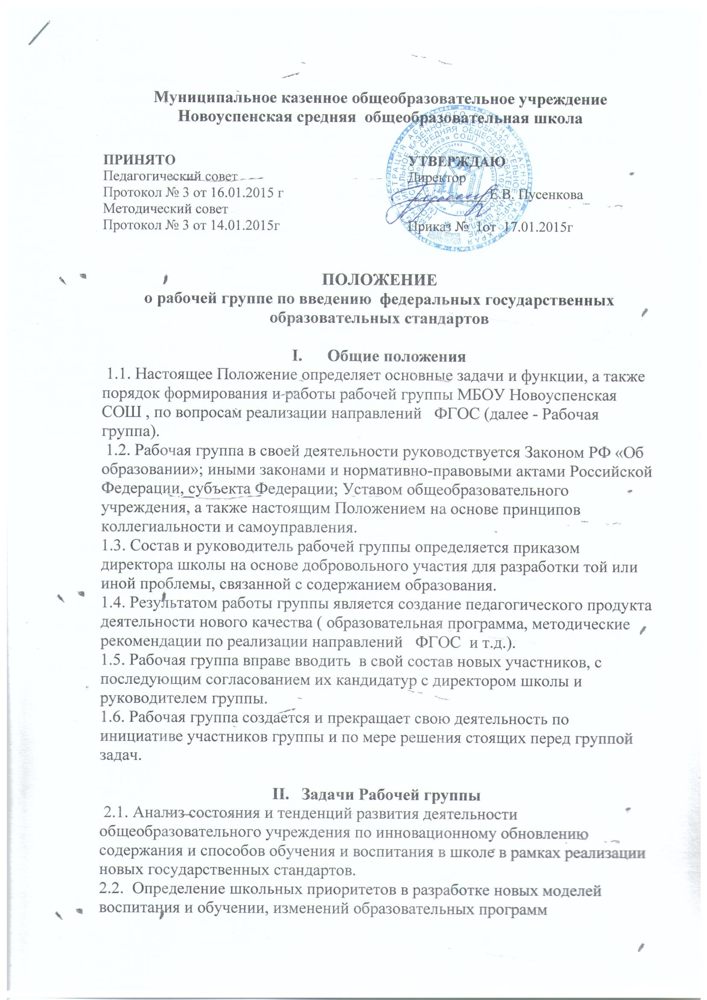 Муниципальное казенное общеобразовательное учреждение
Новоуспенская средняя общеобразовательная школа
ПРИНЯТО
Педагогический совет
Протокол № 3 от 16.01.2015 г
Методический совет
Протокол № 3 от 14.01.2015г
УТВЕРЖДАЮ
Директор
Е.В. Пусенкова
Приказ № 1от 17.01.2015г
ПОЛОЖЕНИЕ
о рабочей группе по введению федеральных государственных
образовательных стандартов
I. Общие положения
1.1. Настоящее Положение определяет основные задачи и функции, а также
порядок формирования и работы рабочей группы МБОУ Новоуспенская
СОШ , по вопросам реализации направлений ФГОС (далее - Рабочая
группа).
1.2. Рабочая группа в своей деятельности руководствуется Законом РФ «Об
образовании»; иными законами и нормативно-правовыми актами Российской
Федерации, субъекта Федерации; Уставом общеобразовательного
учреждения, а также настоящим Положением на основе принципов
коллегиальности и самоуправления.
1.3. Состав и руководитель рабочей группы определяется приказом
директора школы на основе добровольного участия для разработки той или
иной проблемы, связанной с содержанием образования.
1.4. Результатом работы группы является создание педагогического продукта
деятельности нового качества ( образовательная программа, методические
рекомендации по реализации направлений ФГОС и т.д.).
1.5. Рабочая группа вправе вводить в свой состав новых участников, с
последующим согласованием их кандидатур с директором школы и
руководителем группы.
1.6. Рабочая группа создается и прекращает свою деятельность по
инициативе участников группы и по мере решения стоящих перед группой
задач.
II. Задачи Рабочей группы
2.1. Анализ состояния и тенденций развития деятельности
общеобразовательного учреждения по инновационному обновлению
содержания и способов обучения и воспитания в школе в рамках реализации
новых государственных стандартов.
2.2. Определение школьных приоритетов в разработке новых моделей
воспитания и обучении, изменений образовательных программ